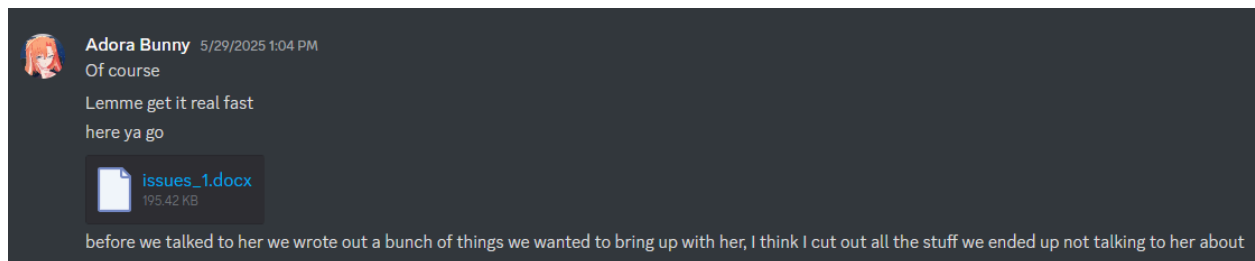 Adora Bunny 5/29/2025 1:04 PM
Of course
Lemme get it real fast
here ya go
issues_1.docx
195.42 KB
before we talked to her we wrote out a bunch of things we wanted to bring up with her, I think I cut out all the stuff we ended up not talking to her about